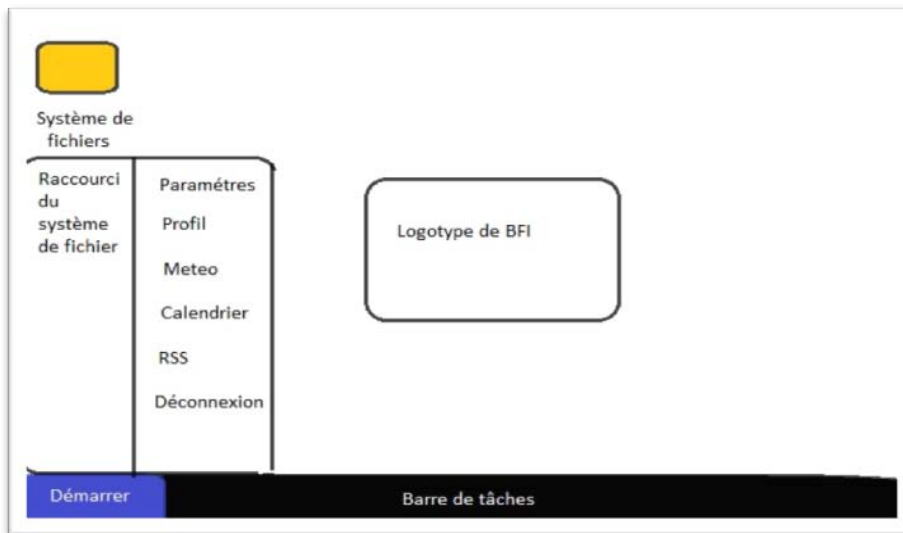 Système de
fichiers
Raccourci
du
système
de fichier
Paramétres
Profil
Meteo
Calendrier
RSS
Déconnexion
Logotype de BFI
Démarrer
Barre de tâches